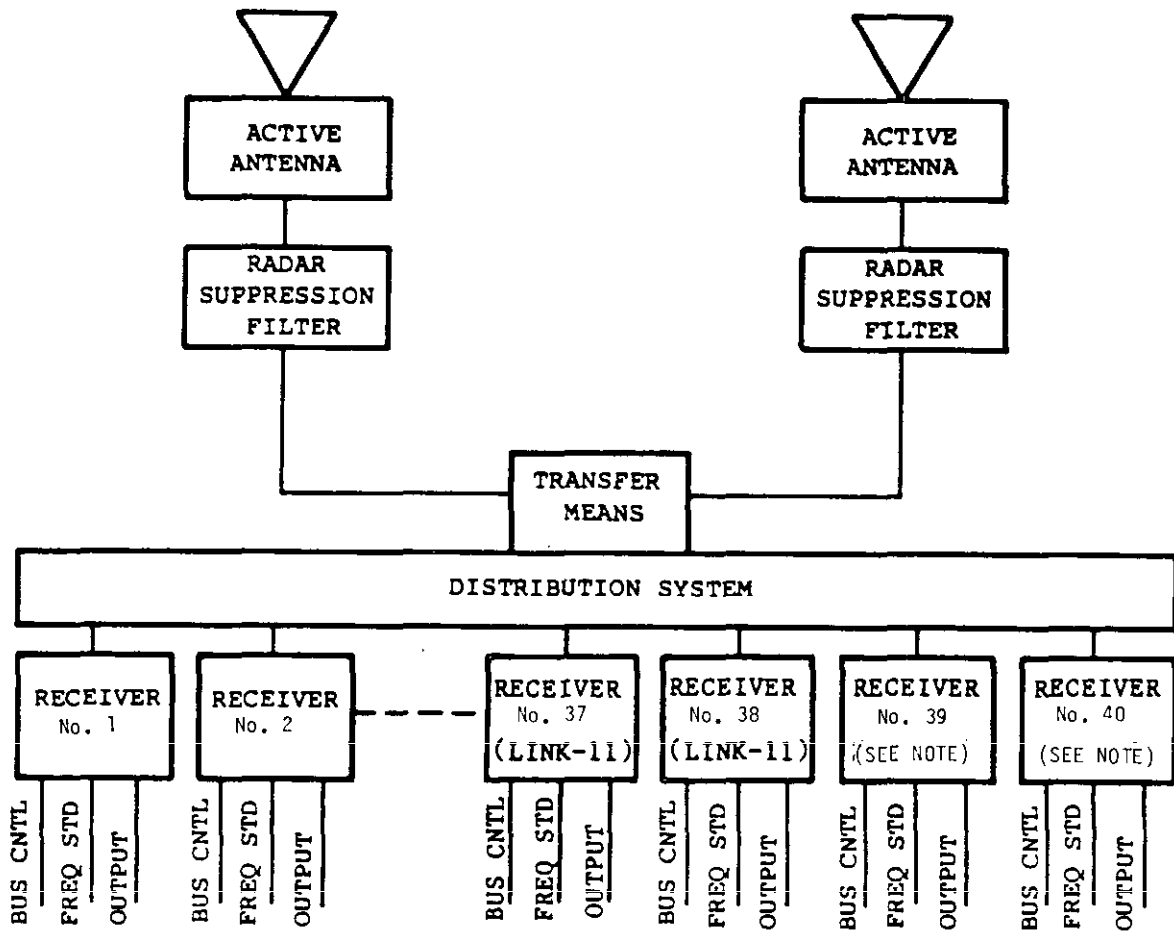 ACTIVE
ANTENNA
ACTIVE
ANTENNA
RADAR
SUPPRESSION
FILTER
RADAR
SUPPRESSION
FILTER
TRANSFER
MEANS
DISTRIBUTION SYSTEM
RECEIVER
No. 1
RECEIVER
No. 2
RECEIVER
No. 37
(LINK-11)
RECEIVER
No. 38
(LINK-11)
RECEIVER
No. 39
(SEE NOTE)
RECEIVER
No. 40
(SEE NOTE)
BUS CNTL
FREQ STD
OUTPUT
BUS CNTL
FREQ STD
OUTPUT
BUS CNTL
FREQ STD
OUTPUT
BUS CNTL
FREQ STD
OUTPUT
BUS CNTL
FREQ STD
OUTPUT
BUS CNTL
FREQ STD
OUTPUT